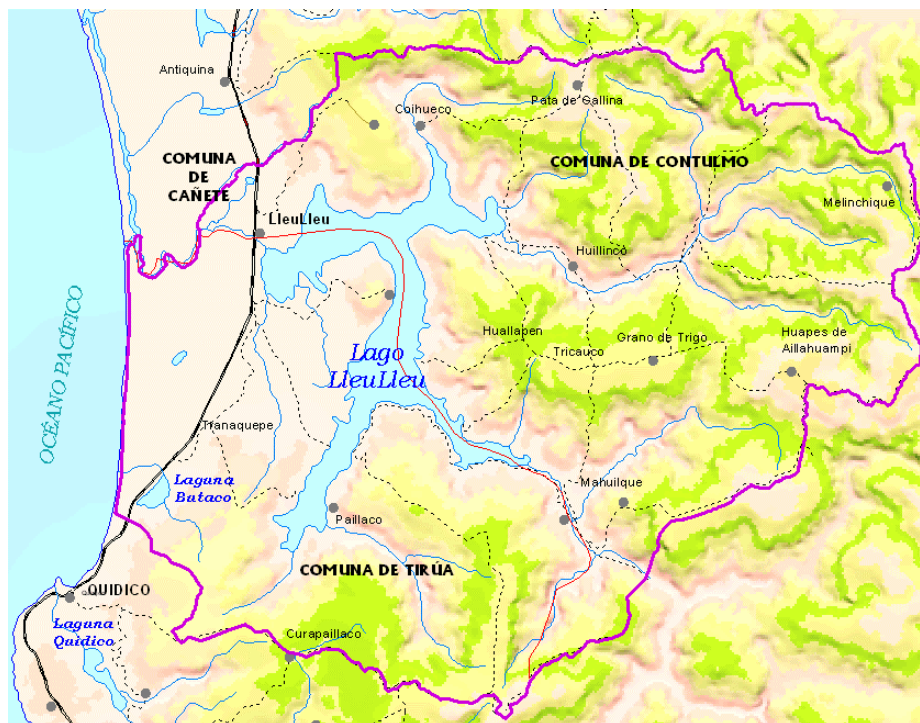 Antiquina
Coihueco
Pata de Gallina
COMUNA
DE
CAÑETE
COMUNA DE CONTULMO
Melinchique
LleuLleu
Huillinco
OCÉANO PACÍFICO
Huallepen
Tricauco
Grano de Trigo
Huapes de
Aillahuampi
Lago
LleuLleu
Tranaquepe
Laguna
Butaco
Mahuilque
Paillaco
COMUNA DE TIRÚA
QUIDICO
Laguna
Quidico
Curapaillaco